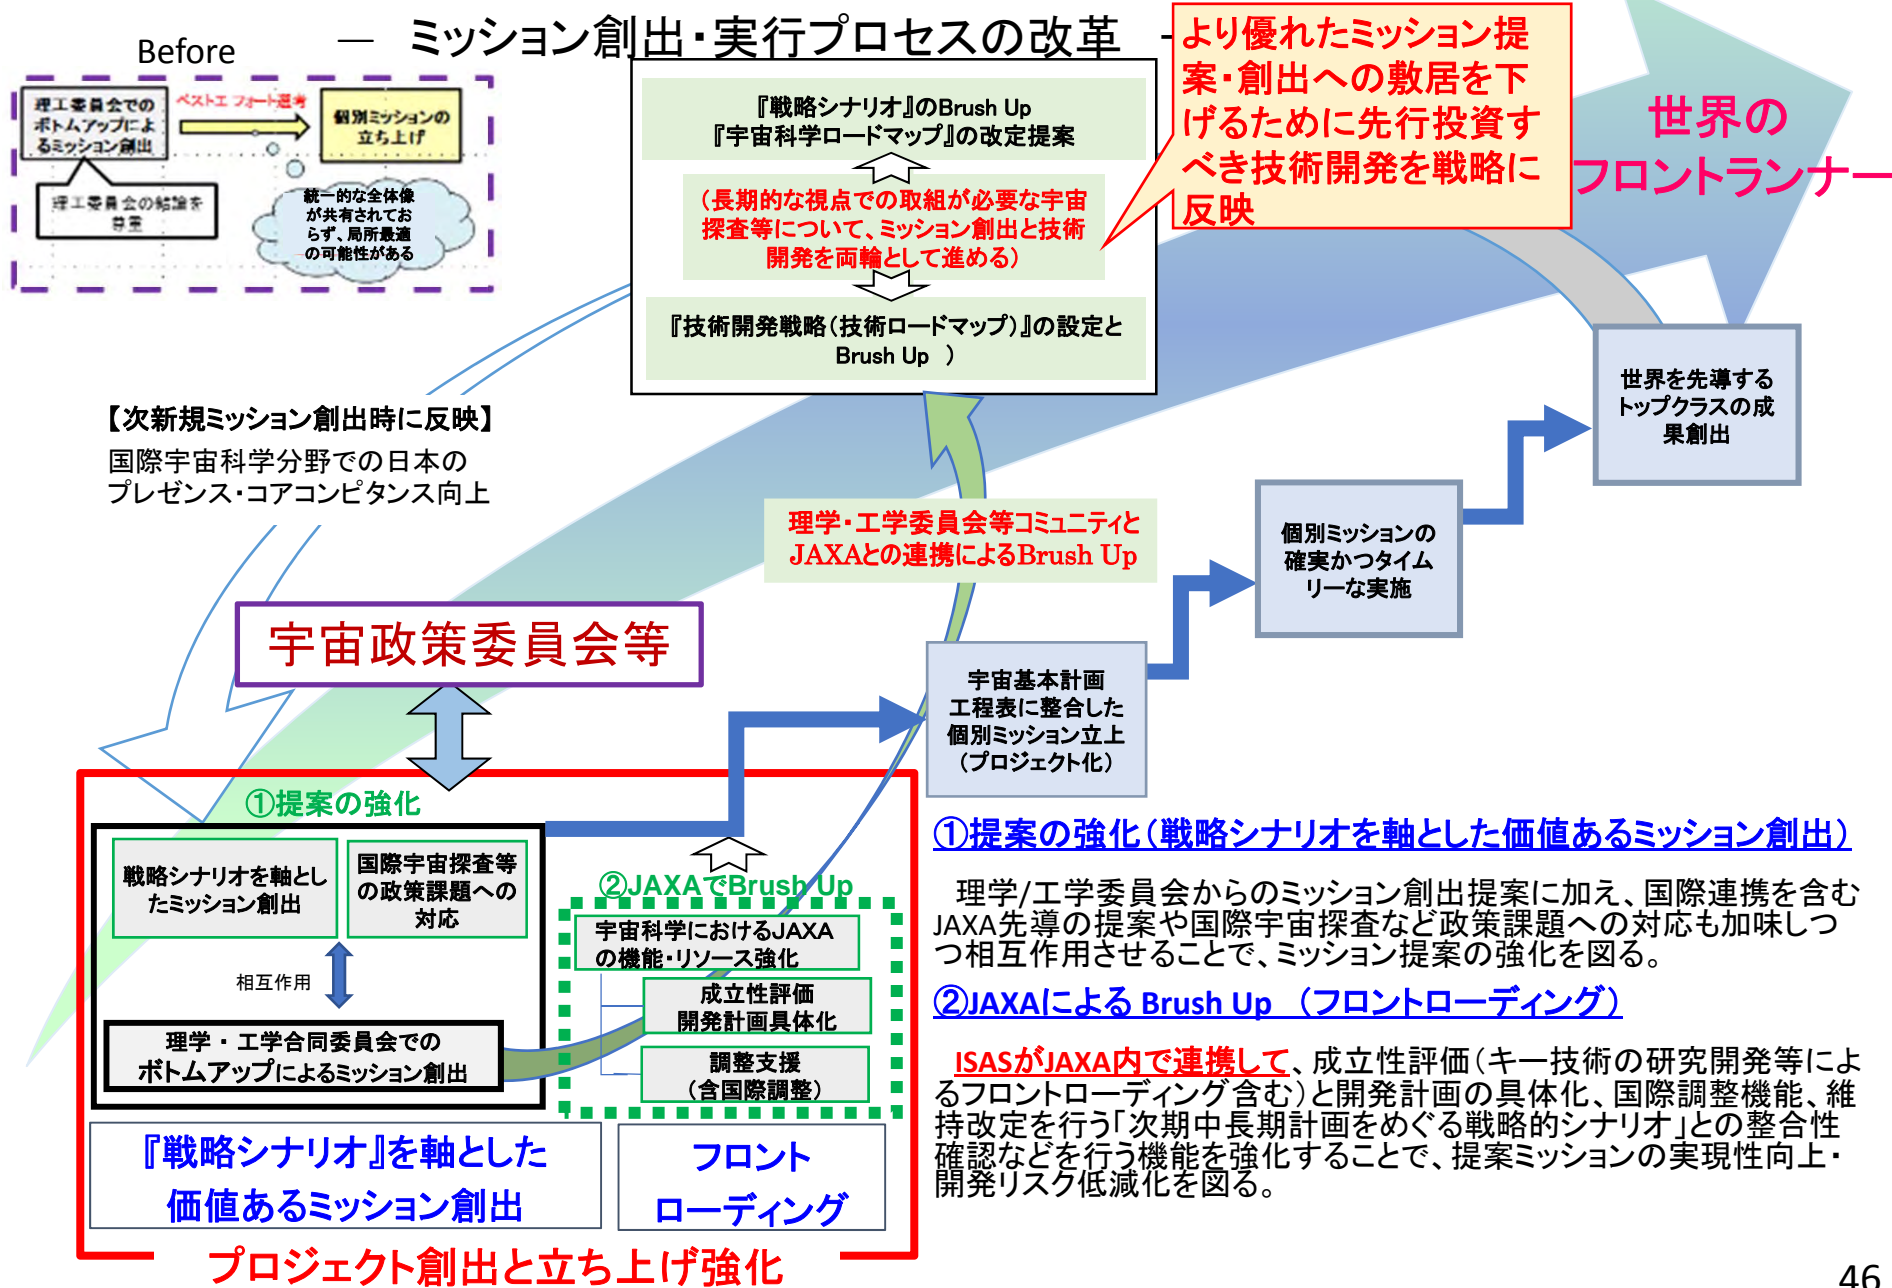 ― ミッション創出・実行プロセスの改革 -
Before
理工委員会での
ボトムアップによ
るミッション創出
ベストエフォート選考
個別ミッションの
立ち上げ
理工委員会の結論を
尊重
統一的な全体像
が共有されてお
らず、局所最適
の可能性がある
『戦略シナリオ』のBrush Up
『宇宙科学ロードマップ』の改定提案
(長期的な視点での取組が必要な宇宙
探査等について、ミッション創出と技術
開発を両輪として進める)
『技術開発戦略(技術ロードマップ)』の設定と
Brush Up )
より優れたミッション提
案・創出への敷居を下
げるために先行投資す
べき技術開発を戦略に
反映
世界の
フロントランナー
【次新規ミッション創出時に反映】
国際宇宙科学分野での日本の
プレゼンス・コアコンピタンス向上
理学・工学委員会等コミュニティと
JAXAとの連携によるBrush Up
世界を先導する
トップクラスの成
果創出
個別ミッションの
確実かつタイム
リーな実施
宇宙基本計画
工程表に整合した
個別ミッション立上
(プロジェクト化)
宇宙政策委員会等
①提案の強化
戦略シナリオを軸とし
たミッション創出
国際宇宙探査等
の政策課題への
対応
相互作用
理学・工学合同委員会での
ボトムアップによるミッション創出
②JAXAでBrush Up
宇宙科学におけるJAXA
の機能・リソース強化
成立性評価
開発計画具体化
調整支援
(含国際調整)
『戦略シナリオ』を軸とした
価値あるミッション創出
フロント
ローディング
プロジェクト創出と立ち上げ強化
①提案の強化(戦略シナリオを軸とした価値あるミッション創出)
理学/工学委員会からのミッション創出提案に加え、国際連携を含む
JAXA先導の提案や国際宇宙探査など政策課題への対応も加味しつ
つ相互作用させることで、ミッション提案の強化を図る。
②JAXAによる Brush Up (フロントローディング)
ISASがJAXA内で連携して、成立性評価(キー技術の研究開発等によ
るフロントローディング含む)と開発計画の具体化、国際調整機能、維
持改定を行う「次期中長期計画をめぐる戦略的シナリオ」との整合性
確認などを行う機能を強化することで、提案ミッションの実現性向上・
開発リスク低減化を図る。
46